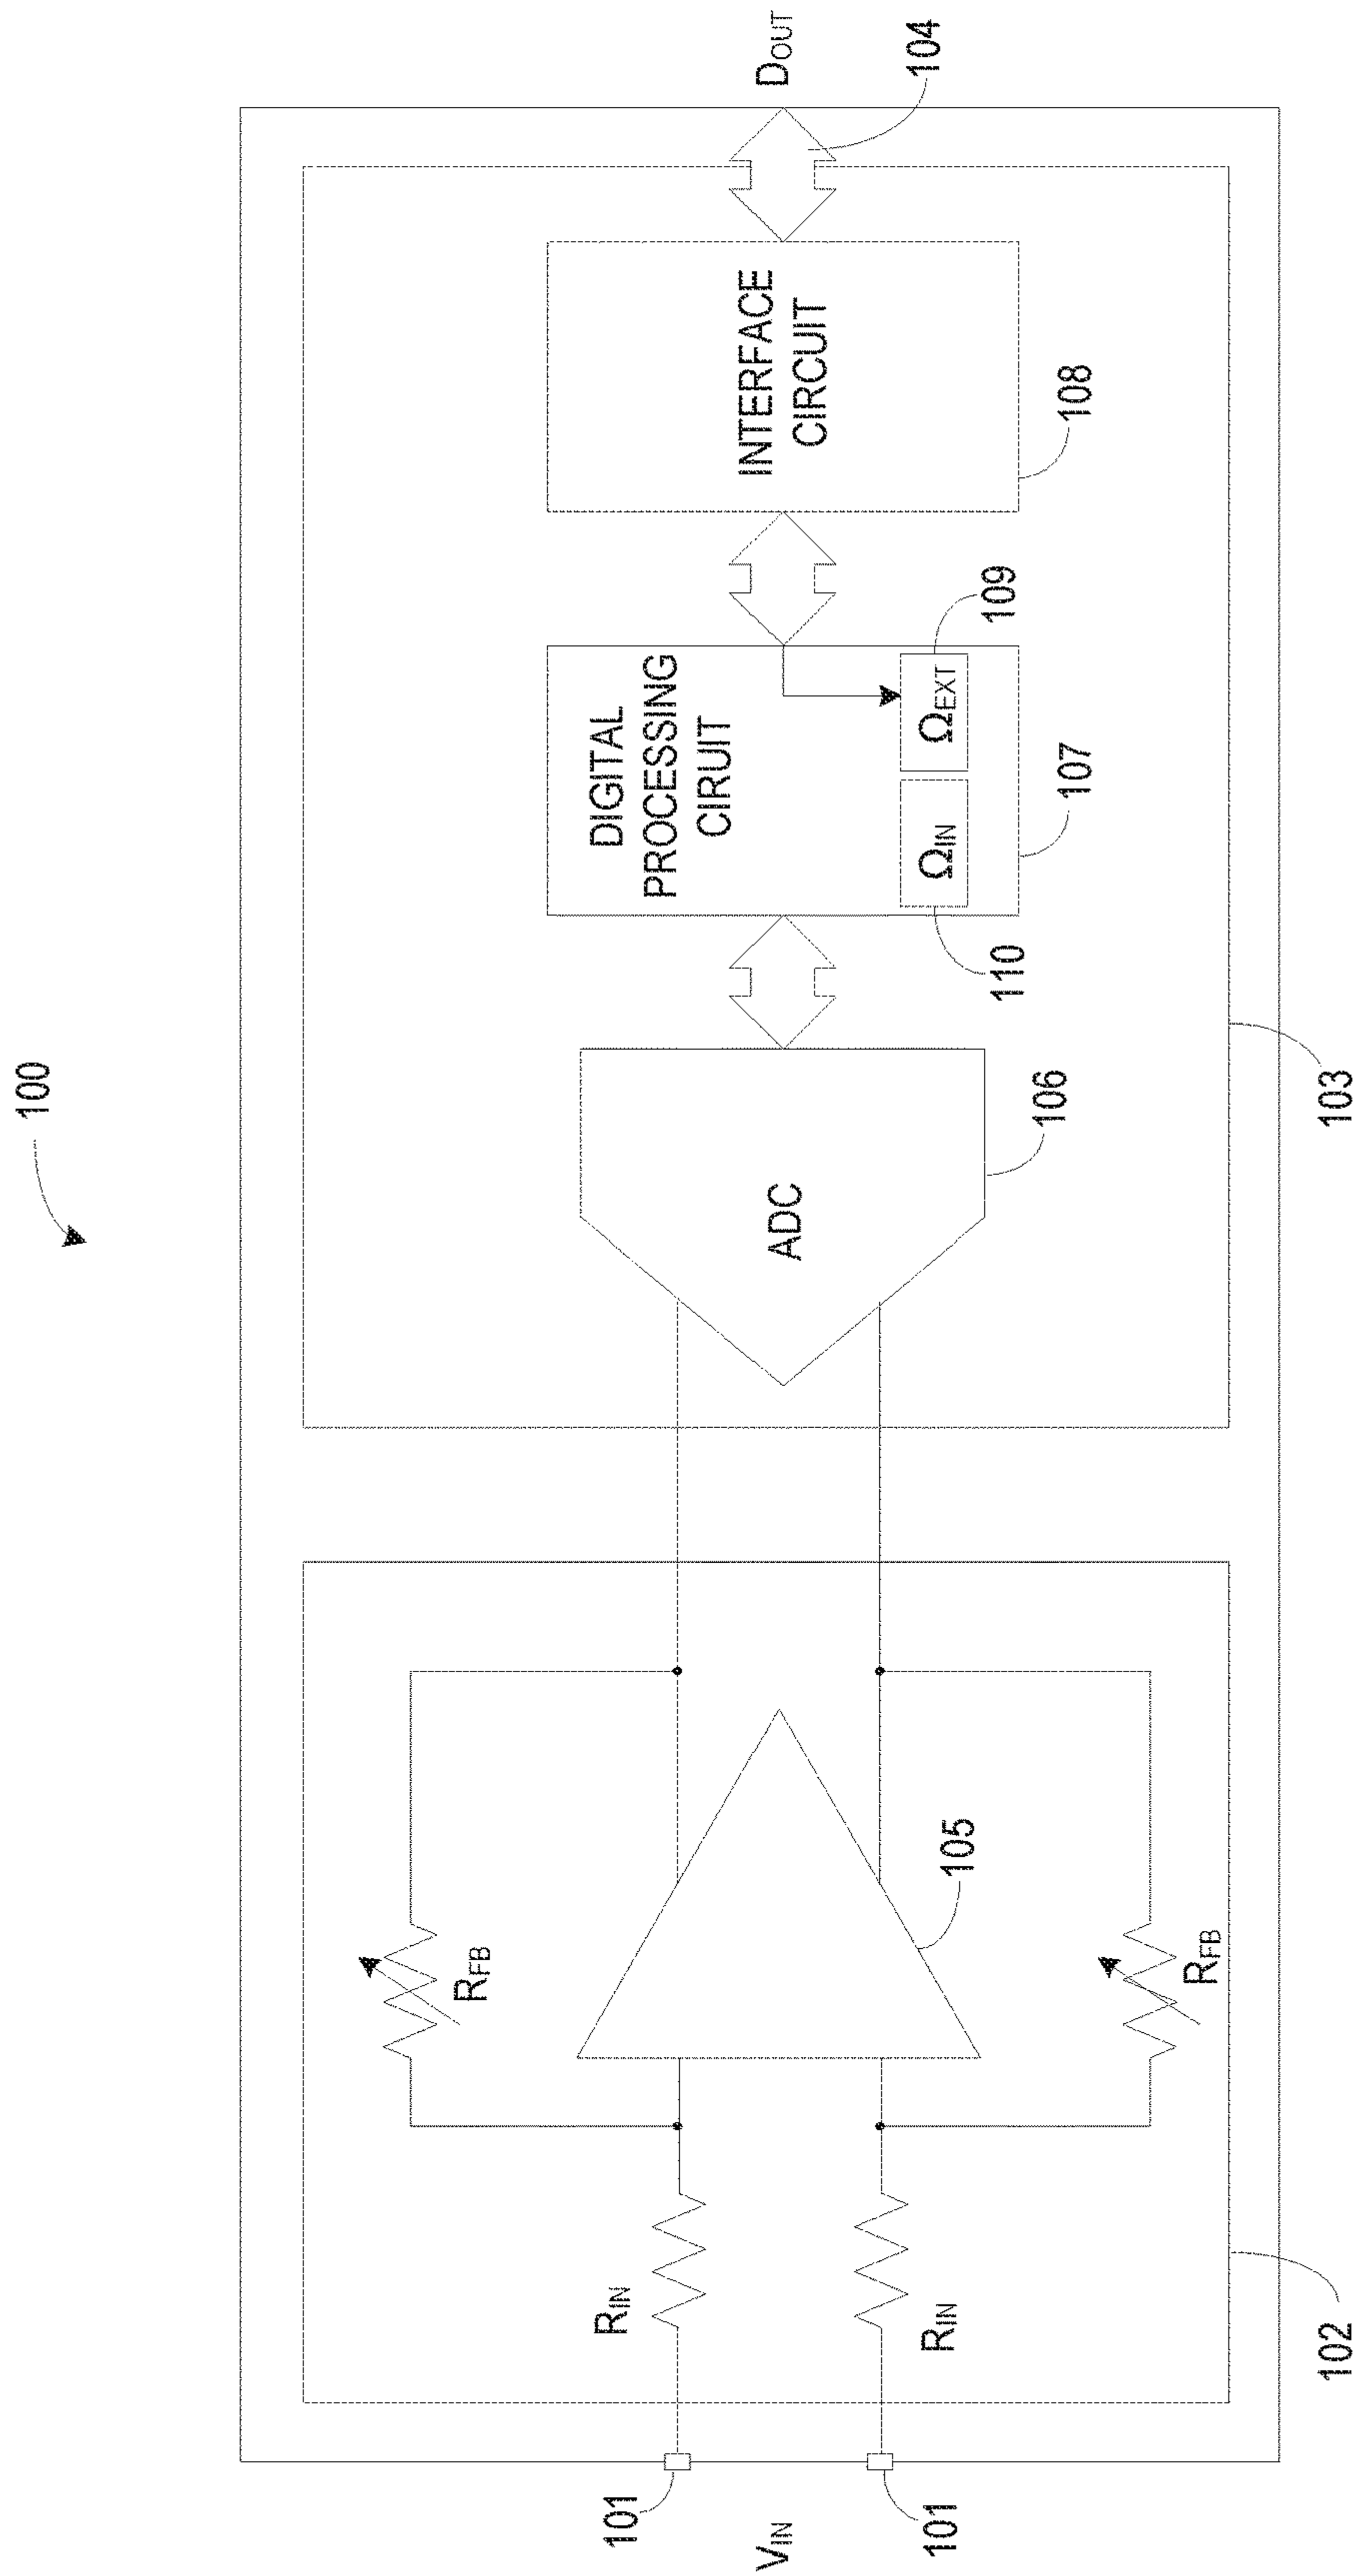 100
V<sub>IN</sub>
101
101
R<sub>IN</sub>
R<sub>IN</sub>
R<sub>FB</sub>
R<sub>FB</sub>
105
102
ADC
106
DIGITAL
PROCESSING
CIRUIT
Ω<sub>IN</sub>
Ω<sub>EXT</sub>
110
109
107
INTERFACE
CIRCUIT
108
103
D<sub>OUT</sub>
104